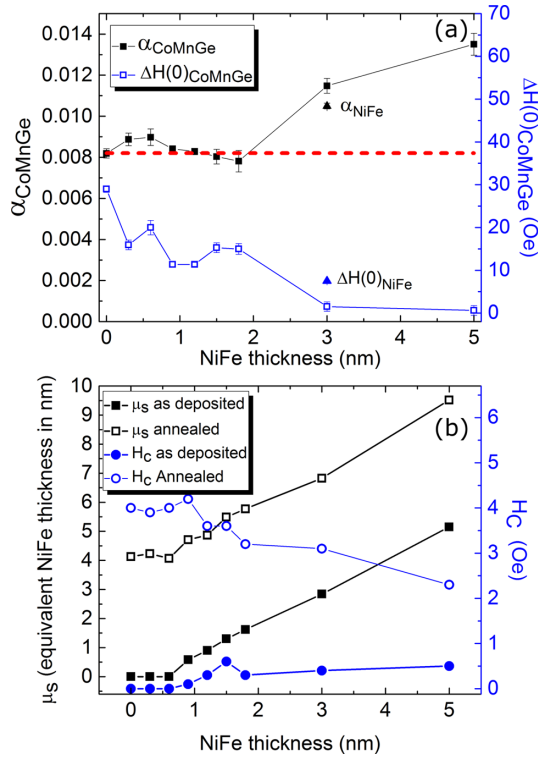 (a)
α_CoMnGe
ΔH(0)_CoMnGe
α_NiFe
ΔH(0)_NiFe
0.014
0.012
0.010
0.008
0.006
0.004
0.002
0.000
α_CoMnGe
70
60
50
40
30
20
10
0
ΔH(0)_CoMnGe
(Oe)
0 1 2 3 4 5
NiFe thickness (nm)
(b)
μ_S as deposited
μ_S annealed
H_C as deposited
H_C Annealed
10
9
8
7
6
5
4
3
2
1
0
μ_S (equivalent NiFe thickness in nm)
6
5
4
3
2
1
0
H_C (Oe)
0 1 2 3 4 5
NiFe thickness (nm)